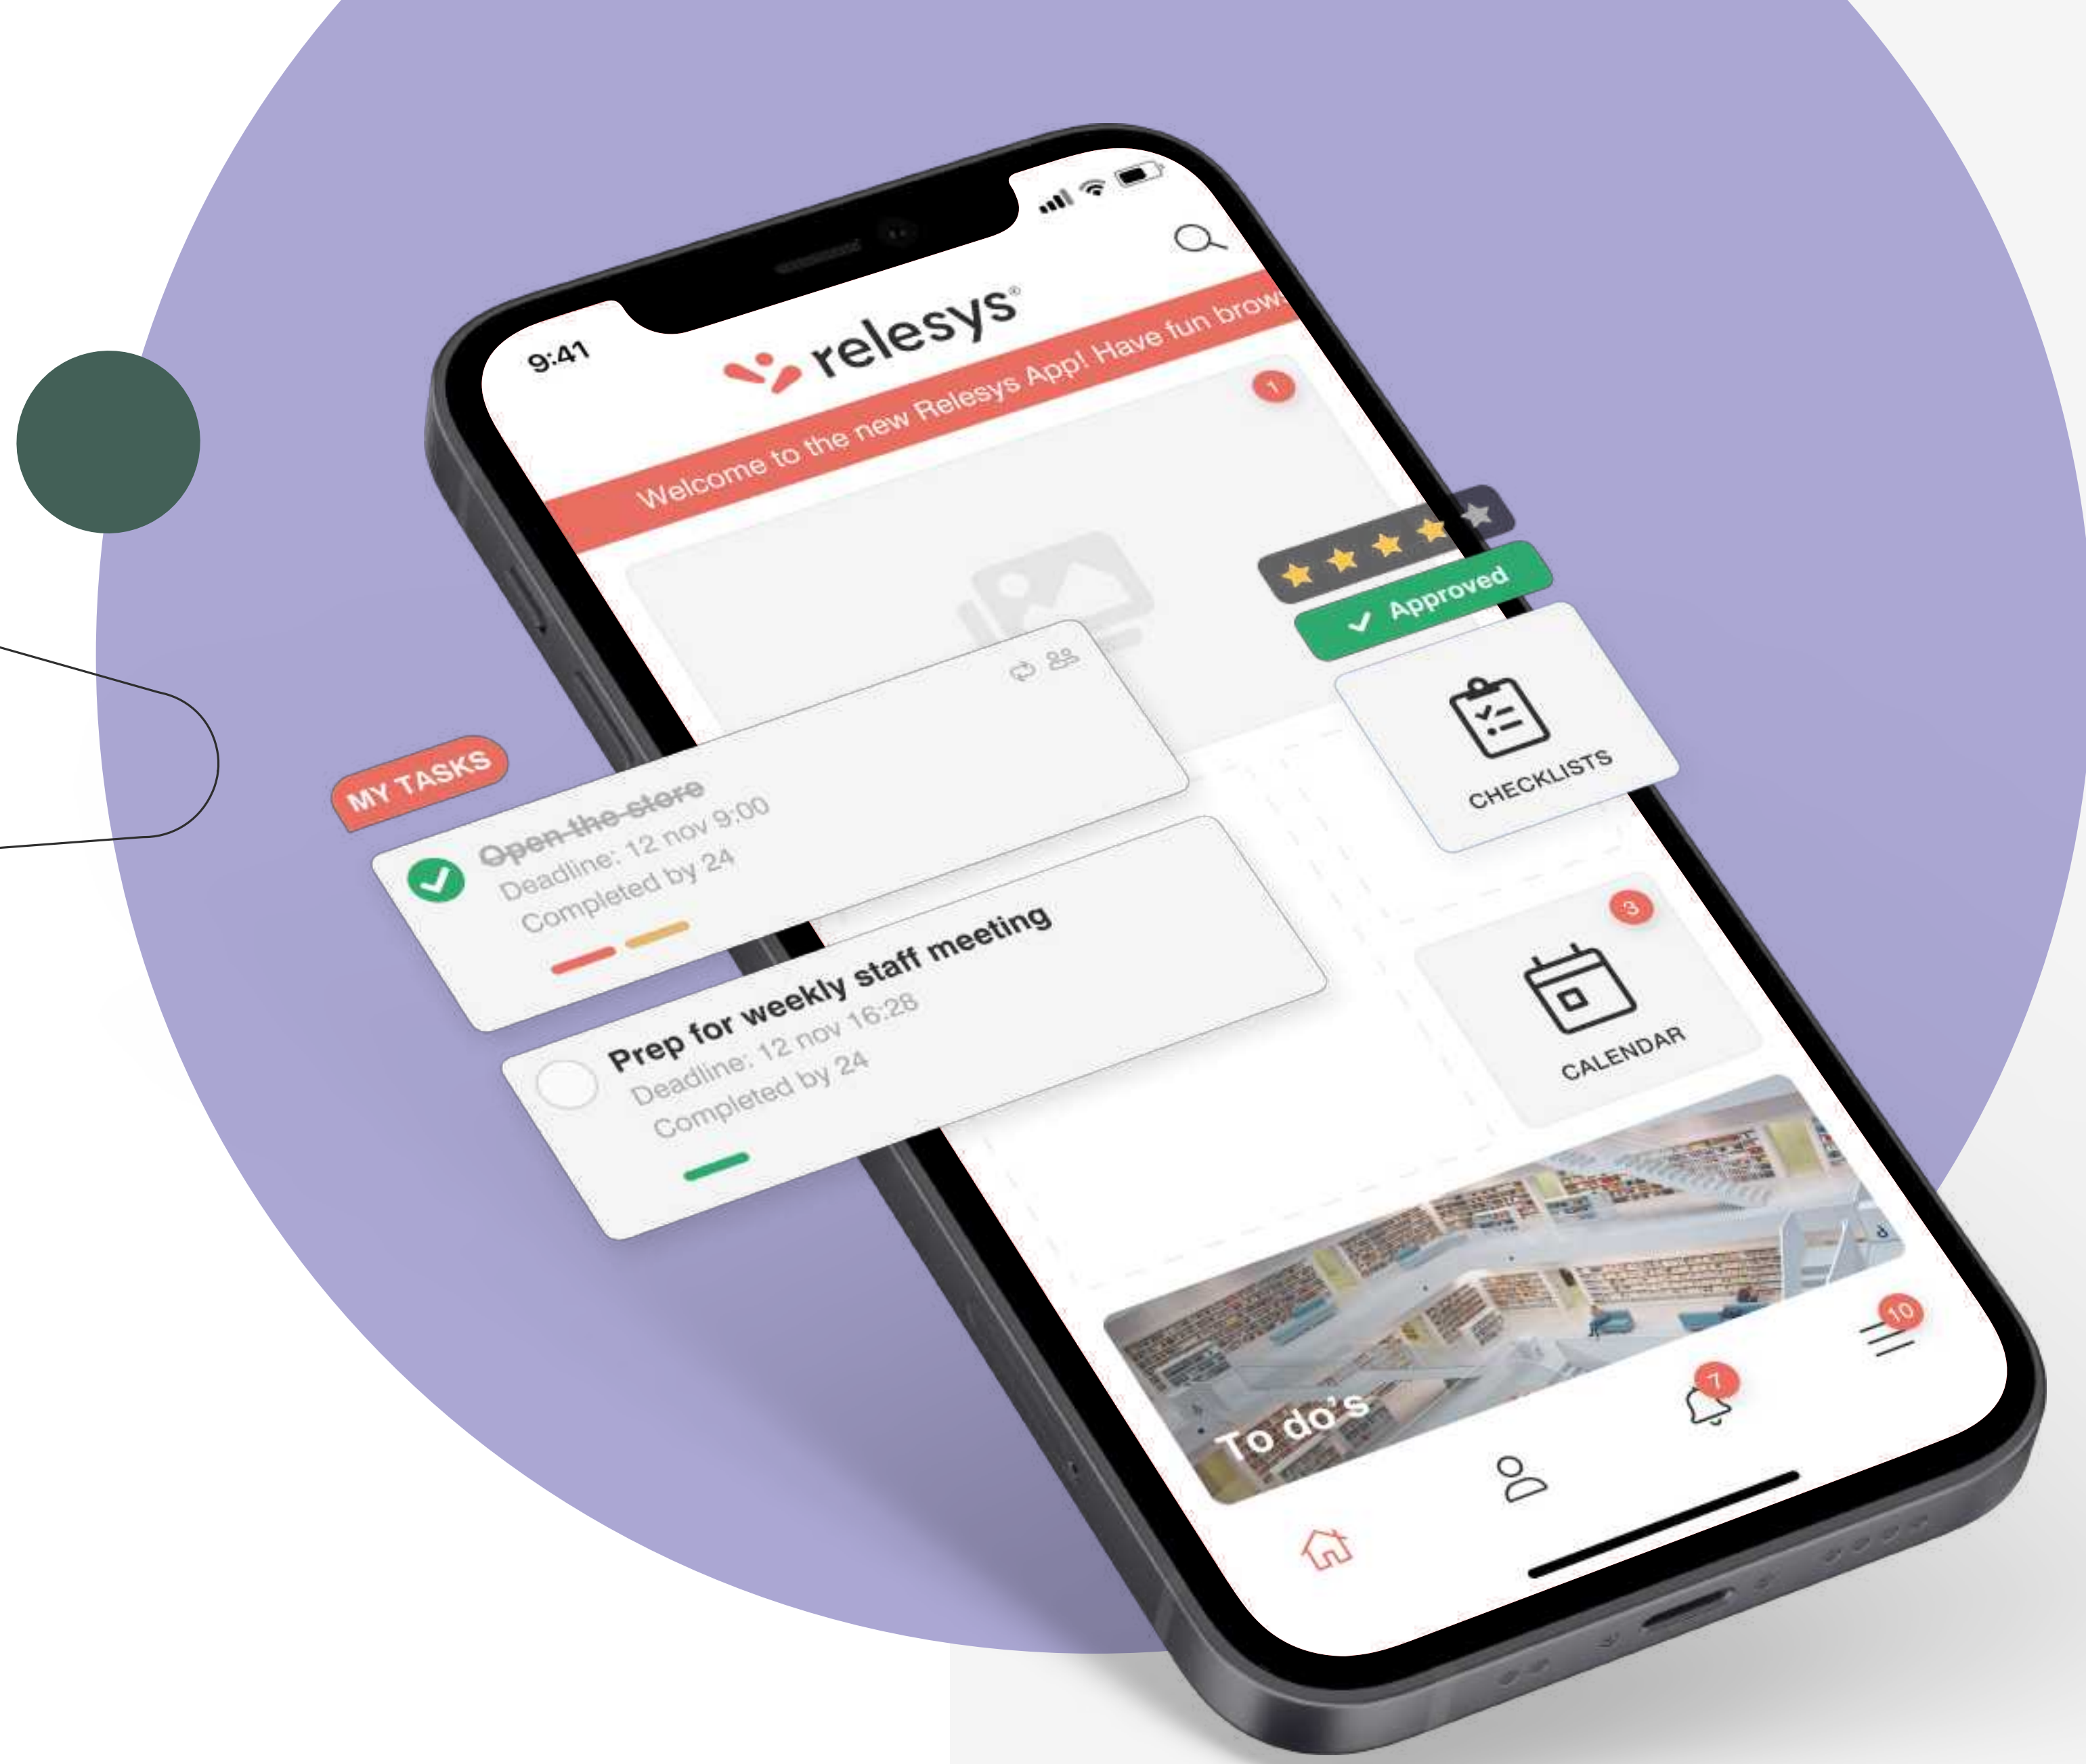 9:41
relesys®
Welcome to the new Relesys App! Have fun brows
1
Approved
CHECKLISTS
MY TASKS
Open the store
Deadline: 12 nov 9:00
Completed by 24
Prep for weekly staff meeting
Deadline: 12 nov 16:28
Completed by 24
3
CALENDAR
To do's
7
10